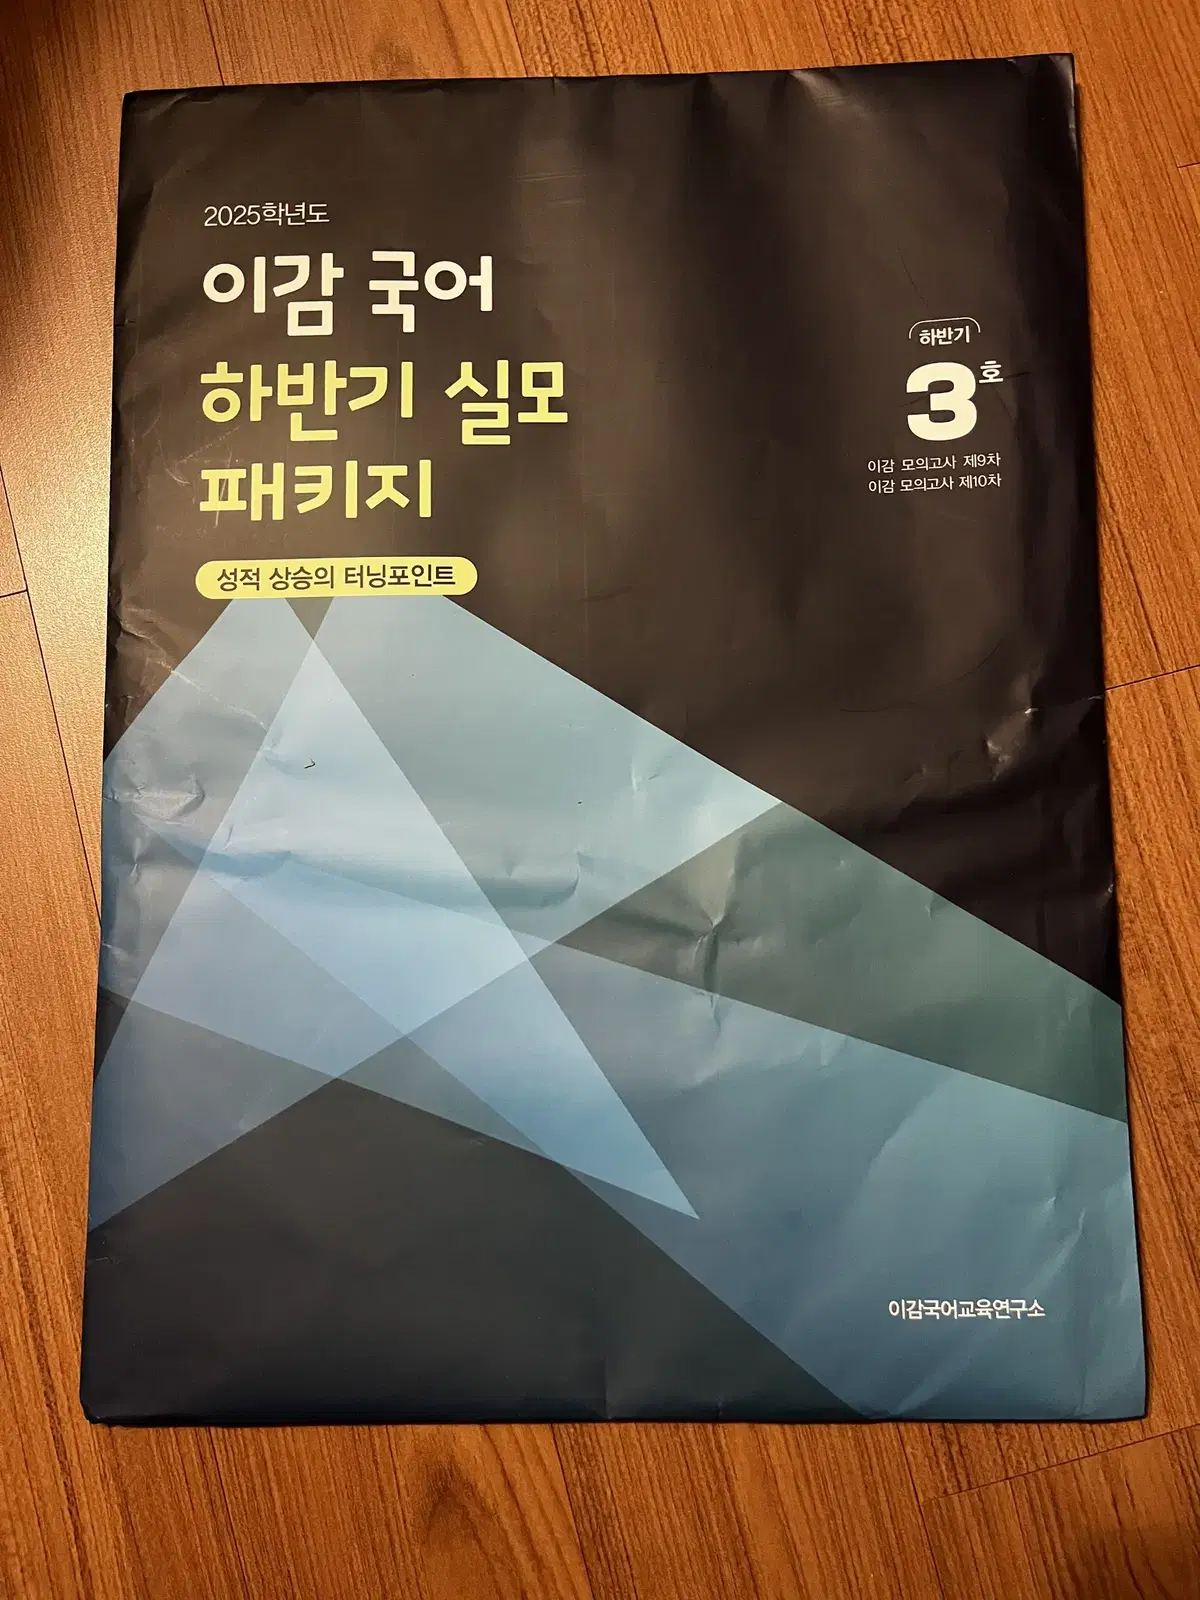 2025학년도
이감 국어
하반기 실모
패키지
성적 상승의 터닝포인트
하반기
3호
이감 모의고사 제9차
이감 모의고사 제10차
이감국어교육연구소